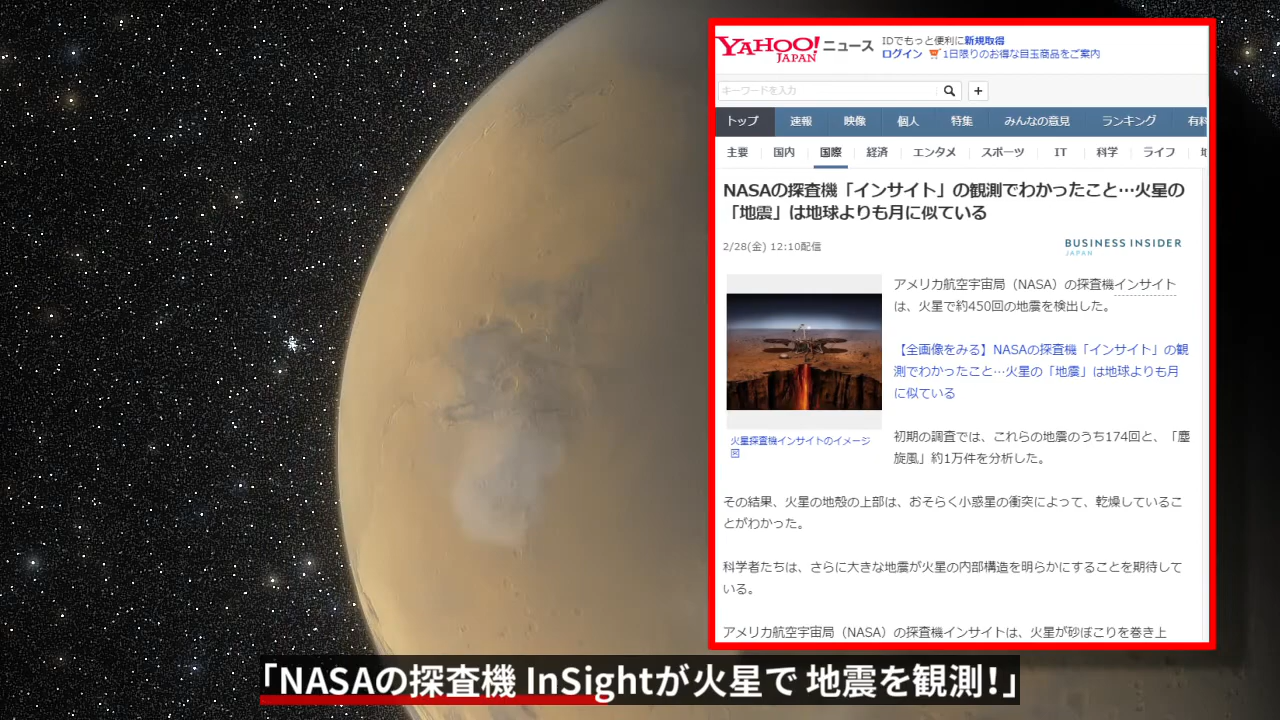 YAHOO!ニュース
JAPAN
IDでもっと便利に新規取得
ログイン 1日限りのお得な目玉商品をご案内
キーワードを入力
トップ 速報 映像 個人 特集 みんなの意見 ランキング 有料
主要 国内 国際 経済 エンタメ スポーツ IT 科学 ライフ
NASAの探査機「インサイト」の観測でわかったこと…火星の
「地震」は地球よりも月に似ている
2/28(金) 12:10配信
BUSINESS INSIDER
JAPAN
アメリカ航空宇宙局（NASA）の探査機インサイト
は、火星で約450回の地震を検出した。
【全画像をみる】NASAの探査機「インサイト」の観
測でわかったこと…火星の「地震」は地球よりも月
に似ている
火星探査機インサイトのイメージ
図
初期の調査では、これらの地震のうち174回と、「塵
旋風」約1万件を分析した。
その結果、火星の地殻の上部は、おそらく小惑星の衝突によって、乾燥しているこ
とがわかった。
科学者たちは、さらに大きな地震が火星の内部構造を明らかにすることを期待して
いる。
アメリカ航空宇宙局（NASA）の探査機インサイトは、火星が砂ぼこりを巻き上
「NASAの探査機 InSightが火星で 地震を観測！」